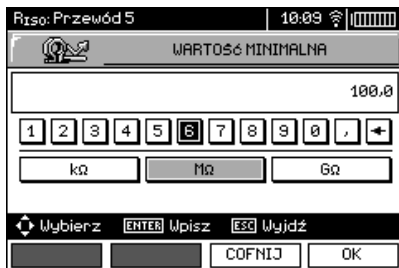 RISO: Przewód 5 10:09
WARTOŚĆ MINIMALNA
100,0
1 2 3 4 5 6 7 8 9 0 , ←
kΩ MΩ GΩ
Wybierz ENTER Wpisz ESC Wyjdź
COFNIJ OK